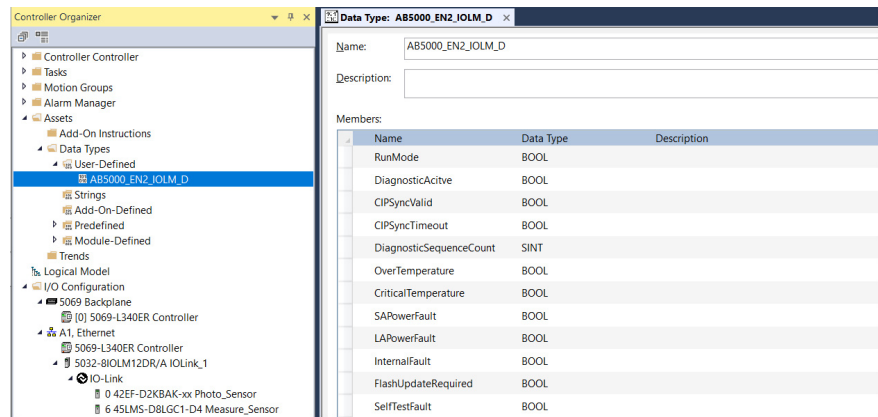 Controller Organizer
Controller Controller
Tasks
Motion Groups
Alarm Manager
Assets
Add-On Instructions
Data Types
User-Defined
AB5000_EN2_IOLM_D
Strings
Add-On-Defined
Predefined
Module-Defined
Trends
Logical Model
I/O Configuration
5069 Backplane
[0] 5069-L340ER Controller
A1, Ethernet
5069-L340ER Controller
5032-8IOLM12DR/A IOLink_1
IO-Link
0 42EF-D2KBAK-xx Photo_Sensor
6 45LMS-D8LGC1-D4 Measure_Sensor
Data Type: AB5000_EN2_IOLM_D
Name: AB5000_EN2_IOLM_D
Description:
Members:
Name Data Type Description
RunMode BOOL
DiagnosticAcitve BOOL
CIPSyncValid BOOL
CIPSyncTimeout BOOL
DiagnosticSequenceCount SINT
OverTemperature BOOL
CriticalTemperature BOOL
SAPowerFault BOOL
LAPowerFault BOOL
InternalFault BOOL
FlashUpdateRequired BOOL
SelfTestFault BOOL